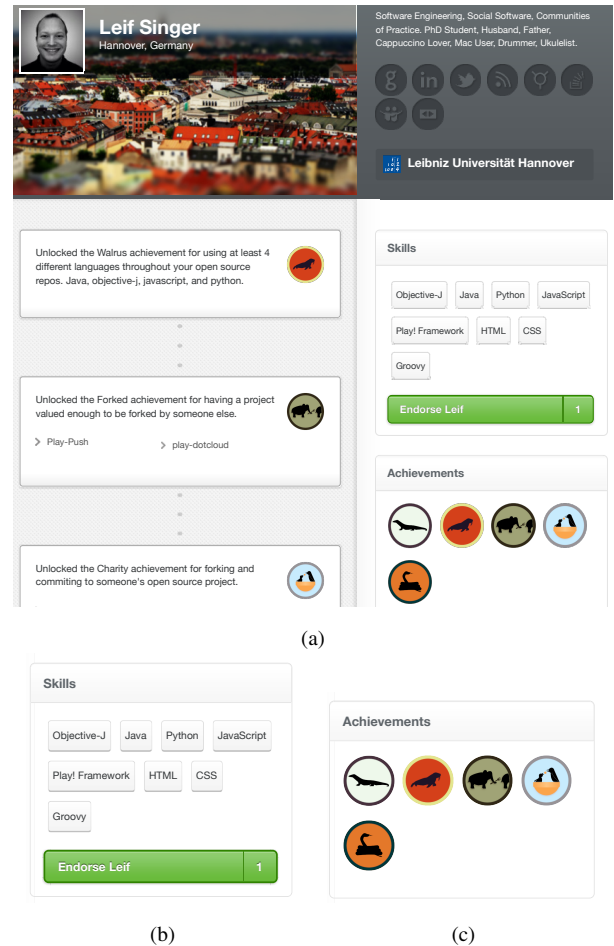 Leif Singer
Hannover, Germany
Software Engineering, Social Software, Communities
of Practice. PhD Student, Husband, Father,
Cappuccino Lover, Mac User, Drummer, Ukulelist.
g in
Leibniz Universität Hannover
Unlocked the Walrus achievement for using at least 4
different languages throughout your open source
repos. Java, objective-j, javascript, and python.
Unlocked the Forked achievement for having a project
valued enough to be forked by someone else.
Play-Push play-dotcloud
Unlocked the Charity achievement for forking and
commiting to someone's open source project.
Skills
Objective-J Java Python JavaScript
Play! Framework HTML CSS
Groovy
Endorse Leif 1
Achievements
(a)
Skills
Objective-J Java Python JavaScript
Play! Framework HTML CSS
Groovy
Endorse Leif 1
(b)
Achievements
(c)